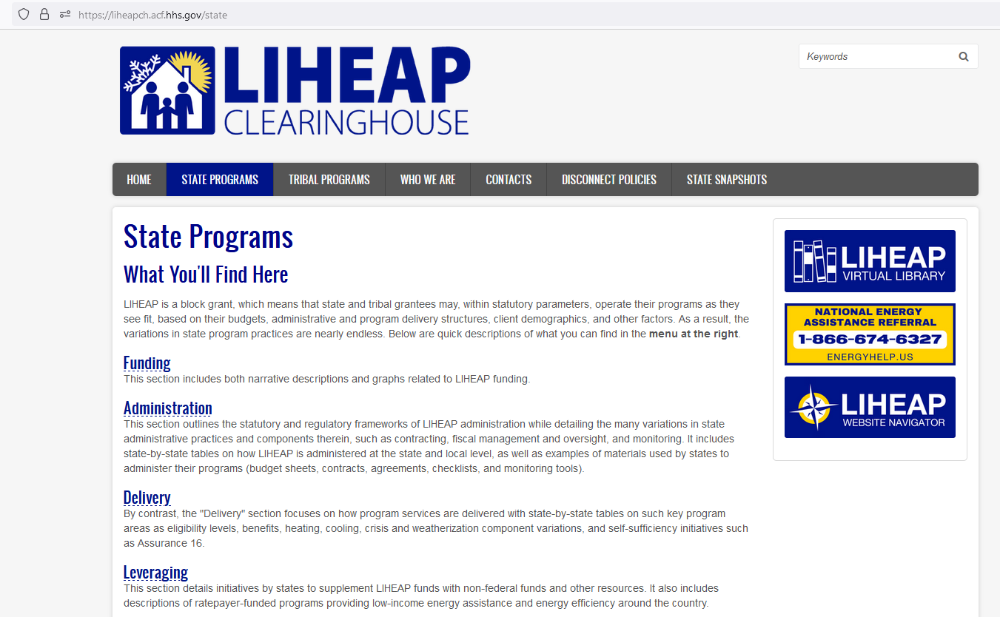 https://liheapch.acf.hhs.gov/state
LIHEAP
CLEARINGHOUSE
Keywords
HOME
STATE PROGRAMS
TRIBAL PROGRAMS
WHO WE ARE
CONTACTS
DISCONNECT POLICIES
STATE SNAPSHOTS
State Programs
What You'll Find Here
LIHEAP is a block grant, which means that state and tribal grantees may, within statutory parameters, operate their programs as they
see fit, based on their budgets, administrative and program delivery structures, client demographics, and other factors. As a result, the
variations in state program practices are nearly endless. Below are quick descriptions of what you can find in the menu at the right.
Funding
This section includes both narrative descriptions and graphs related to LIHEAP funding.
Administration
This section outlines the statutory and regulatory frameworks of LIHEAP administration while detailing the many variations in state
administrative practices and components therein, such as contracting, fiscal management and oversight, and monitoring. It includes
state-by-state tables on how LIHEAP is administered at the state and local level, as well as examples of materials used by states to
administer their programs (budget sheets, contracts, agreements, checklists, and monitoring tools).
Delivery
By contrast, the "Delivery" section focuses on how program services are delivered with state-by-state tables on such key program
areas as eligibility levels, benefits, heating, cooling, crisis and weatherization component variations, and self-sufficiency initiatives such
as Assurance 16.
Leveraging
This section details initiatives by states to supplement LIHEAP funds with non-federal funds and other resources. It also includes
descriptions of ratepayer-funded programs providing low-income energy assistance and energy efficiency around the country.
LIHEAP
VIRTUAL LIBRARY
NATIONAL ENERGY
ASSISTANCE REFERRAL
1-866-674-6327
ENERGYHELP.US
LIHEAP
WEBSITE NAVIGATOR